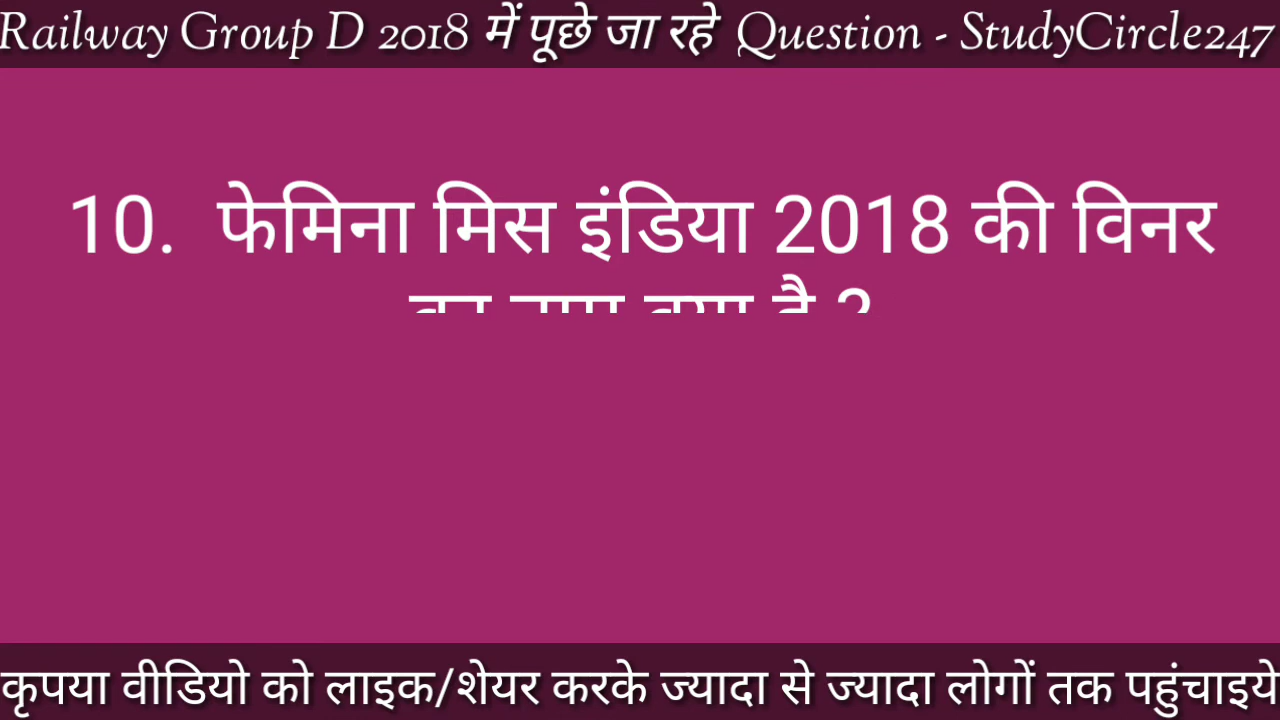 Railway Group D 2018 में पूछे जा रहे Question - StudyCircle247
10. फेमिना मिस इंडिया 2018 की विनर
का नाम क्या है ?
कृपया वीडियो को लाइक/शेयर करके ज्यादा से ज्यादा लोगों तक पहुंचाइये